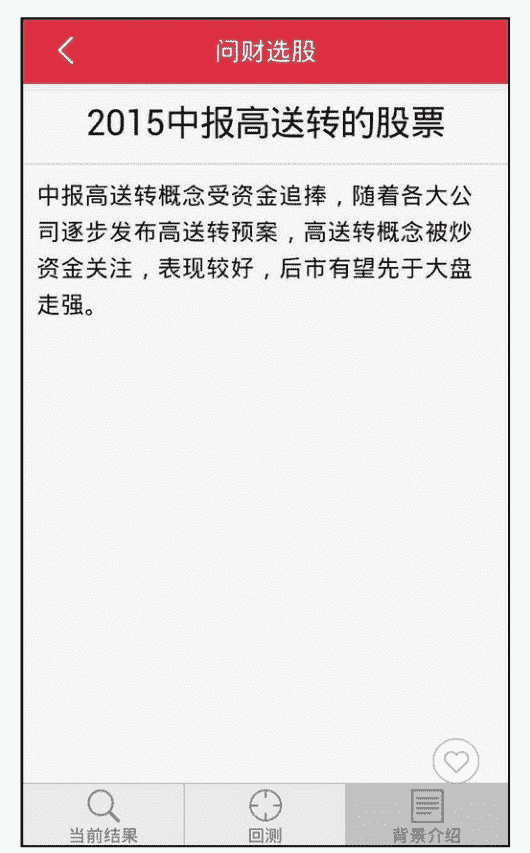 问财选股
2015中报高送转的股票
中报高送转概念受资金追捧，随着各大公
司逐步发布高送转预案，高送转概念被炒
资金关注，表现较好，后市有望先于大盘
走强。
当前结果
回测
背景介绍